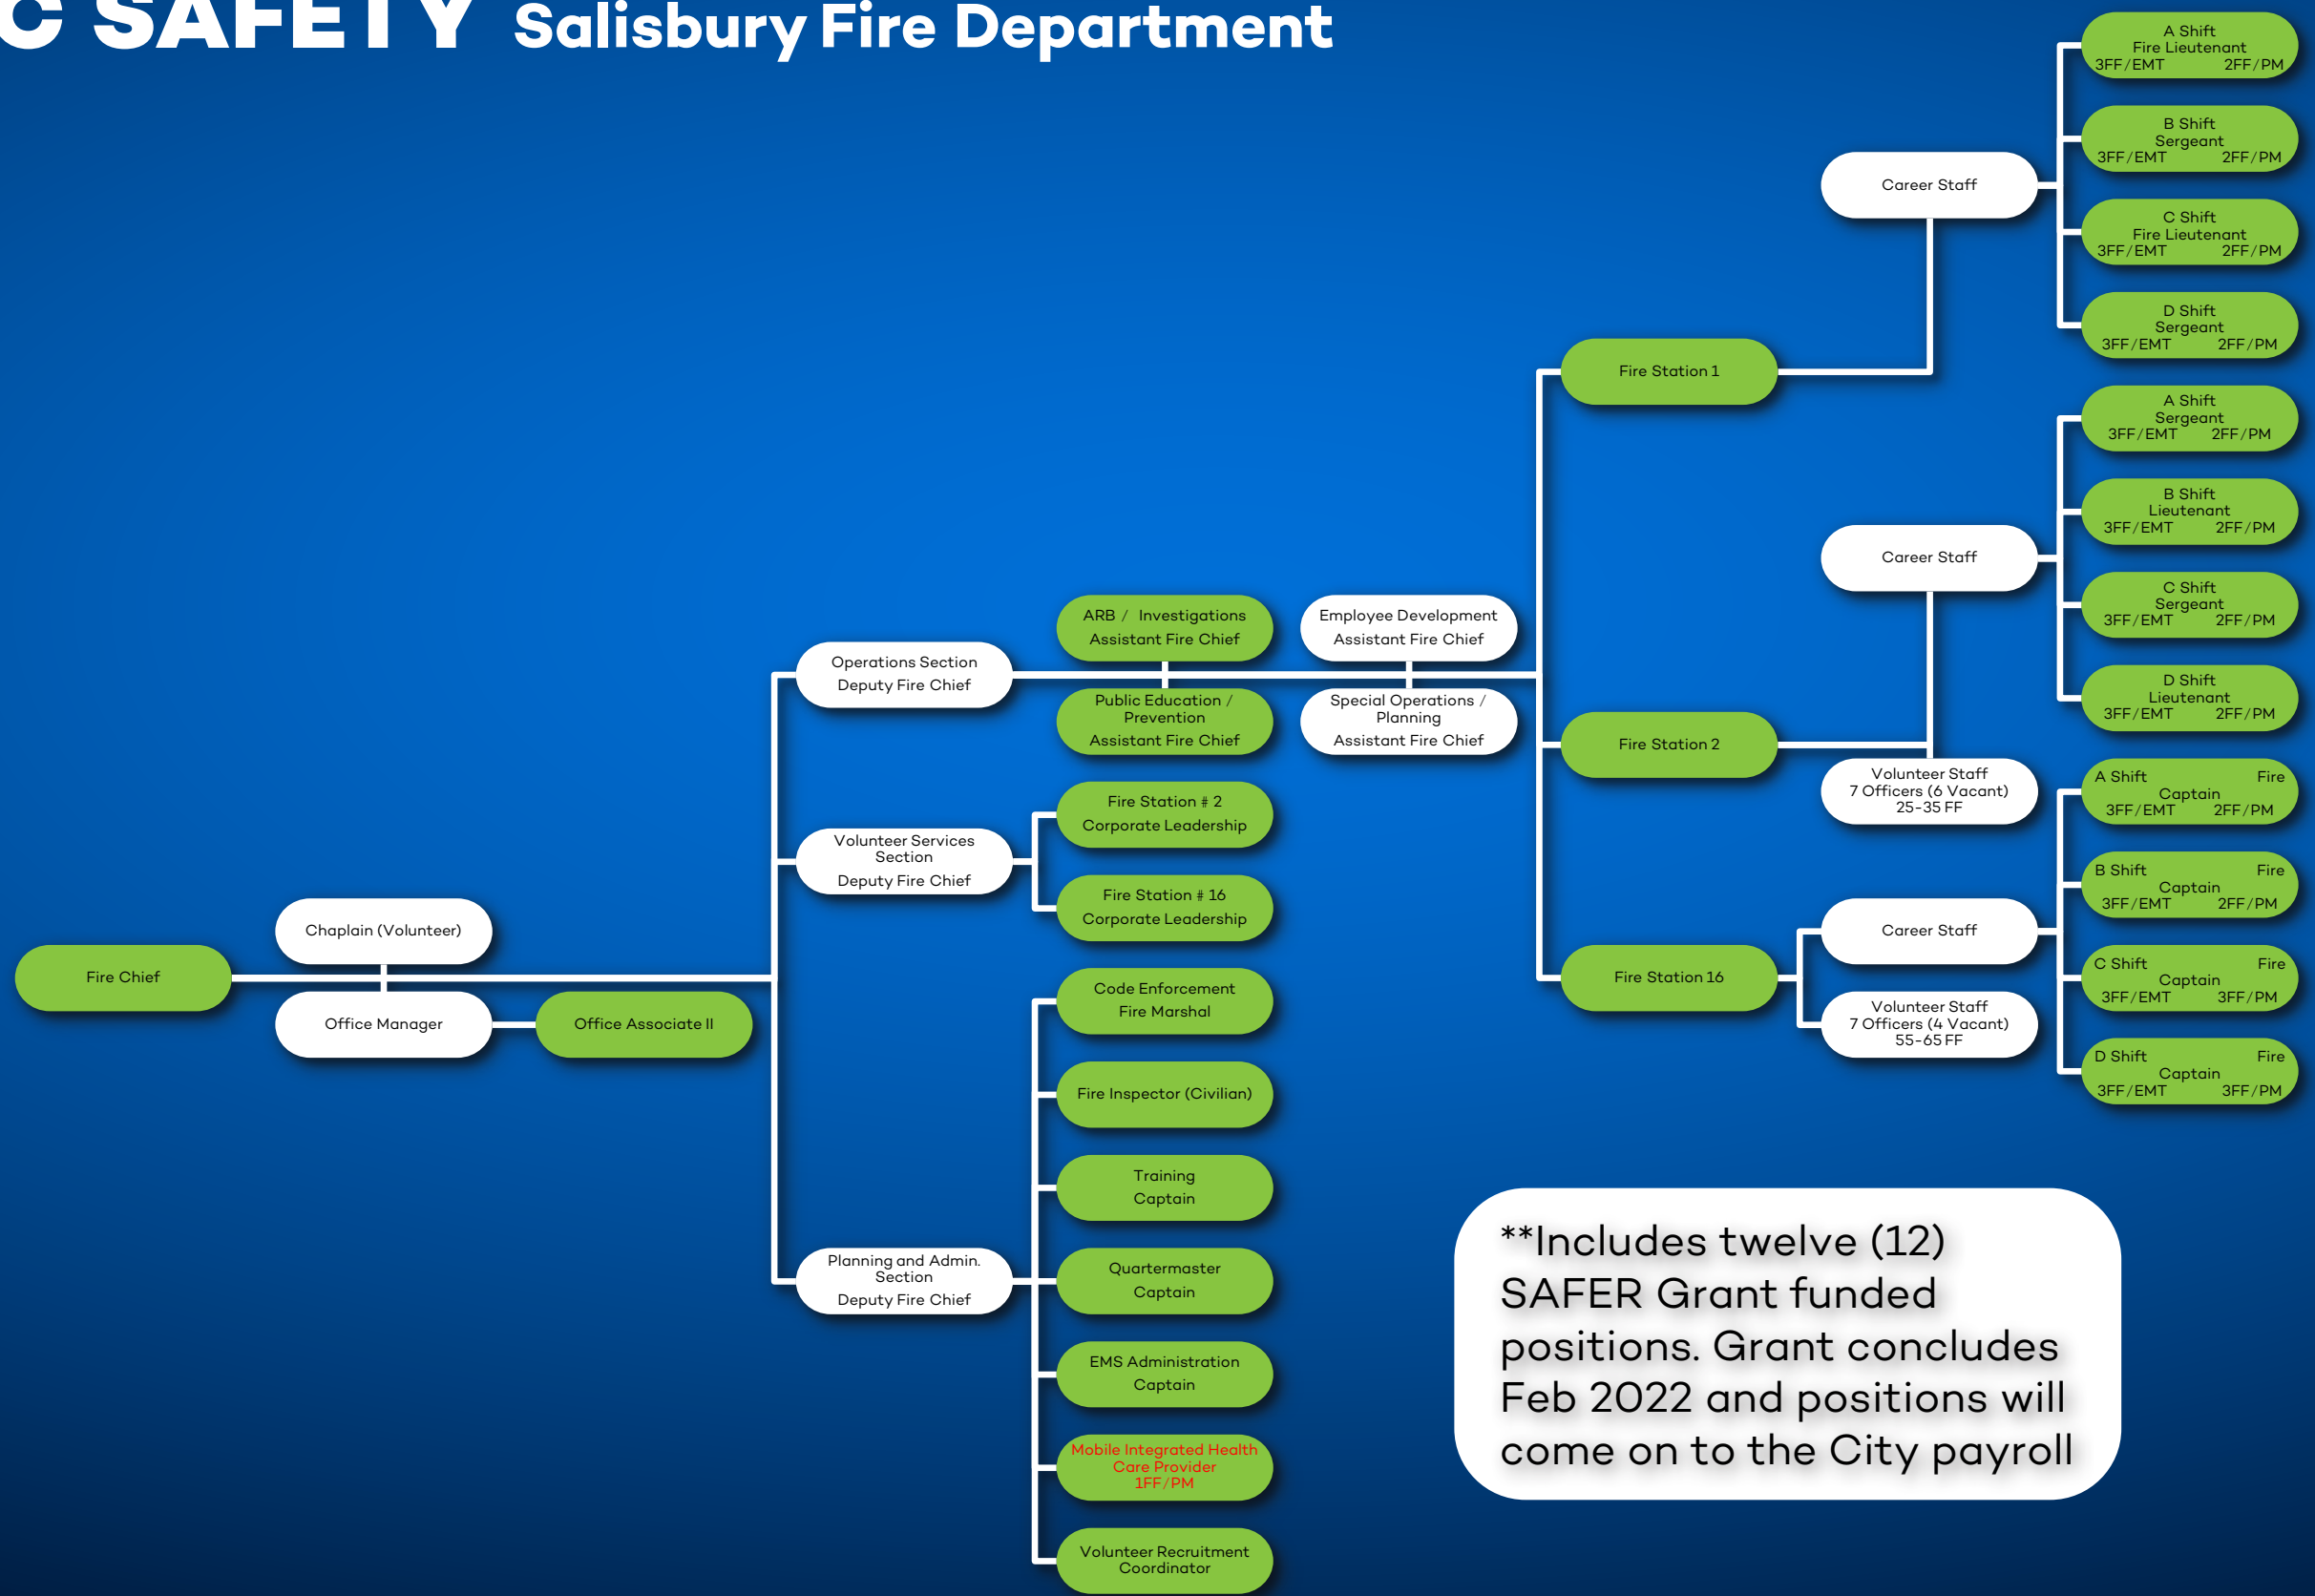 C SAFETY Salisbury Fire Department
Fire Chief
Chaplain (Volunteer)
Office Manager
Office Associate II
Operations Section
Deputy Fire Chief
Volunteer Services
Section
Deputy Fire Chief
Planning and Admin.
Section
Deputy Fire Chief
ARB / Investigations
Assistant Fire Chief
Public Education /
Prevention
Assistant Fire Chief
Employee Development
Assistant Fire Chief
Special Operations /
Planning
Assistant Fire Chief
Fire Station # 2
Corporate Leadership
Fire Station # 16
Corporate Leadership
Code Enforcement
Fire Marshal
Fire Inspector (Civilian)
Training
Captain
Quartermaster
Captain
EMS Administration
Captain
Mobile Integrated Health
Care Provider
1FF/PM
Volunteer Recruitment
Coordinator
Fire Station 1
Career Staff
A Shift
Fire Lieutenant
3FF/EMT 2FF/PM
B Shift
Sergeant
3FF/EMT 2FF/PM
C Shift
Fire Lieutenant
3FF/EMT 2FF/PM
D Shift
Sergeant
3FF/EMT 2FF/PM
Fire Station 2
Career Staff
A Shift
Sergeant
3FF/EMT 2FF/PM
B Shift
Lieutenant
3FF/EMT 2FF/PM
C Shift
Sergeant
3FF/EMT 2FF/PM
D Shift
Lieutenant
3FF/EMT 2FF/PM
Volunteer Staff
7 Officers (6 Vacant)
25-35 FF
Fire Station 16
Career Staff
A Shift Fire
Captain
3FF/EMT 2FF/PM
B Shift Fire
Captain
3FF/EMT 2FF/PM
C Shift Fire
Captain
3FF/EMT 3FF/PM
D Shift Fire
Captain
3FF/EMT 3FF/PM
Volunteer Staff
7 Officers (4 Vacant)
55-65 FF
**Includes twelve (12)
SAFER Grant funded
positions. Grant concludes
Feb 2022 and positions will
come on to the City payroll